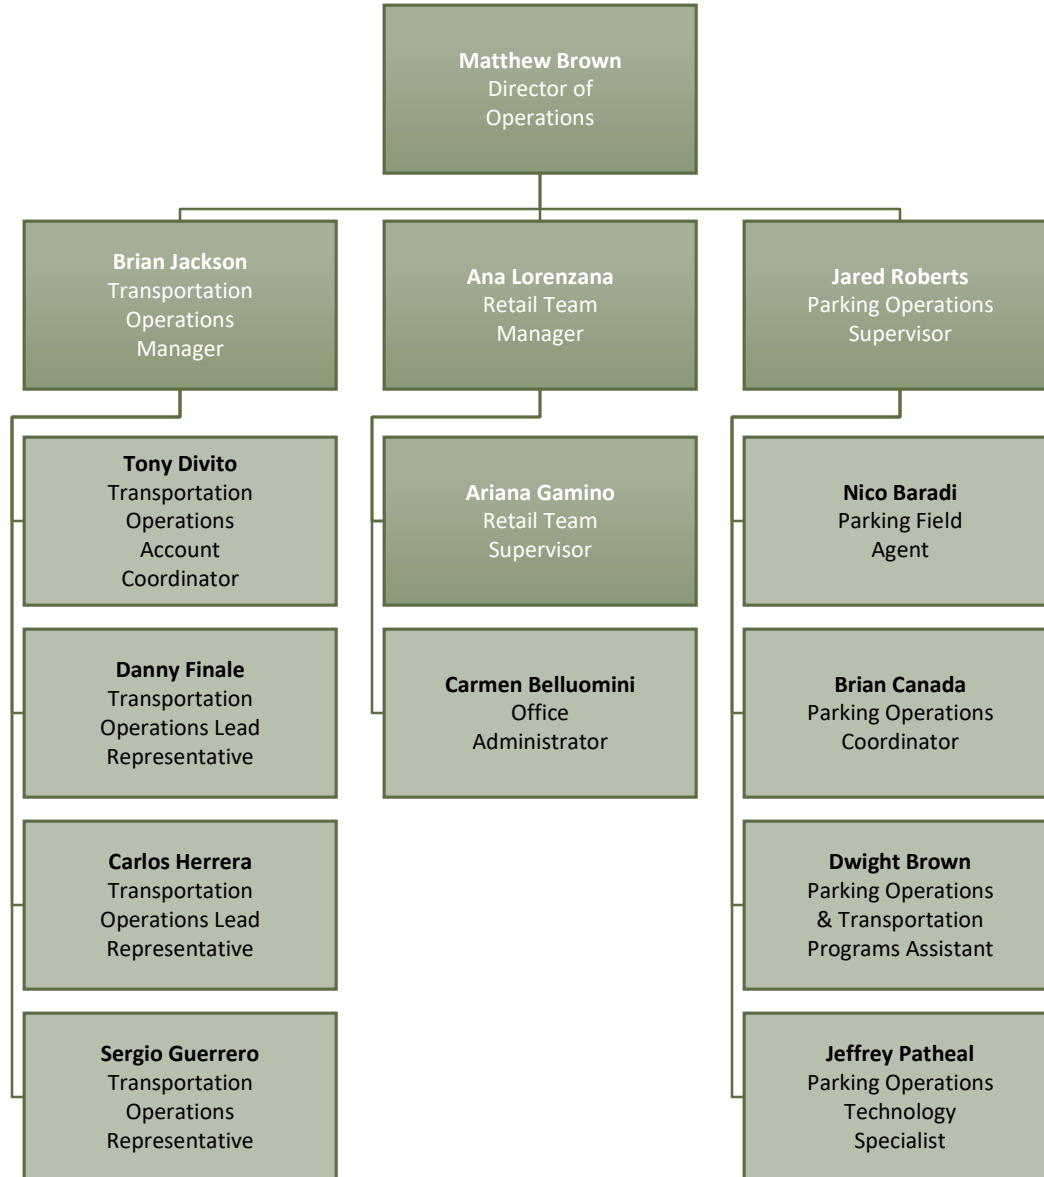 Matthew Brown
Director of
Operations
Brian Jackson
Transportation
Operations
Manager
Ana Lorenzana
Retail Team
Manager
Jared Roberts
Parking Operations
Supervisor
Tony Divito
Transportation
Operations
Account
Coordinator
Ariana Gamino
Retail Team
Supervisor
Nico Baradi
Parking Field
Agent
Danny Finale
Transportation
Operations Lead
Representative
Carmen Belluomini
Office
Administrator
Brian Canada
Parking Operations
Coordinator
Carlos Herrera
Transportation
Operations Lead
Representative
Dwight Brown
Parking Operations
& Transportation
Programs Assistant
Sergio Guerrero
Transportation
Operations
Representative
Jeffrey Patheal
Parking Operations
Technology
Specialist